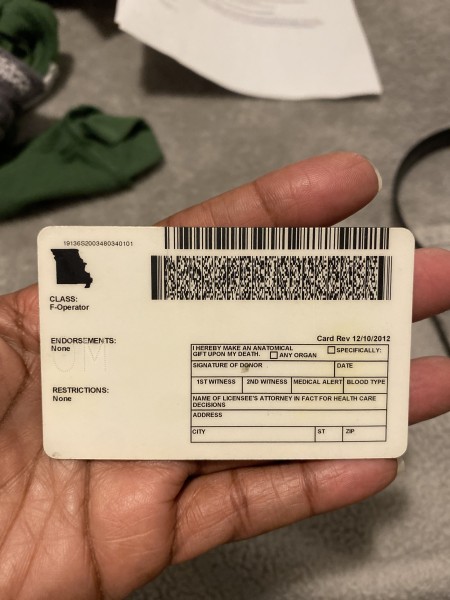 19136S2003480340101
CLASS:
F-Operator
ENDORSEMENTS:
None
RESTRICTIONS:
None
Card Rev 12/10/2012
I HEREBY MAKE AN ANATOMICAL
GIFT UPON MY DEATH. ANY ORGAN SPECIFICALLY:
SIGNATURE OF DONOR DATE
1ST WITNESS 2ND WITNESS MEDICAL ALERT BLOOD TYPE
NAME OF LICENSEE'S ATTORNEY IN FACT FOR HEALTH CARE
DECISIONS
ADDRESS
CITY ST ZIP